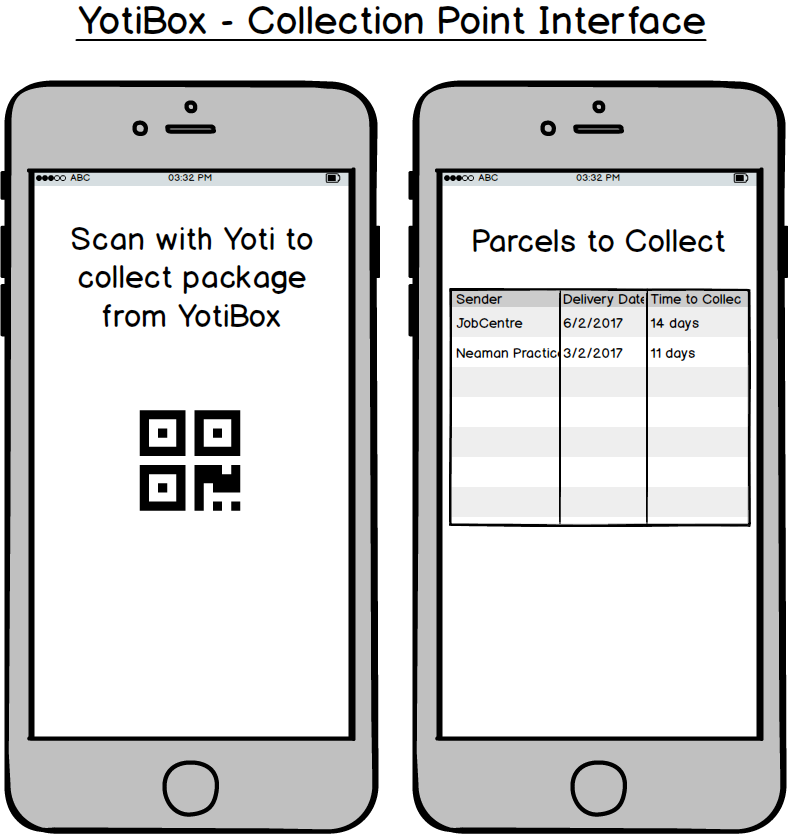 YotiBox - Collection Point Interface
ABC 03:32 PM
Scan with Yoti to
collect package
from YotiBox
ABC 03:32 PM
Parcels to Collect
Sender Delivery Date Time to Collec
JobCentre 6/2/2017 14 days
Neaman Practic 3/2/2017 11 days